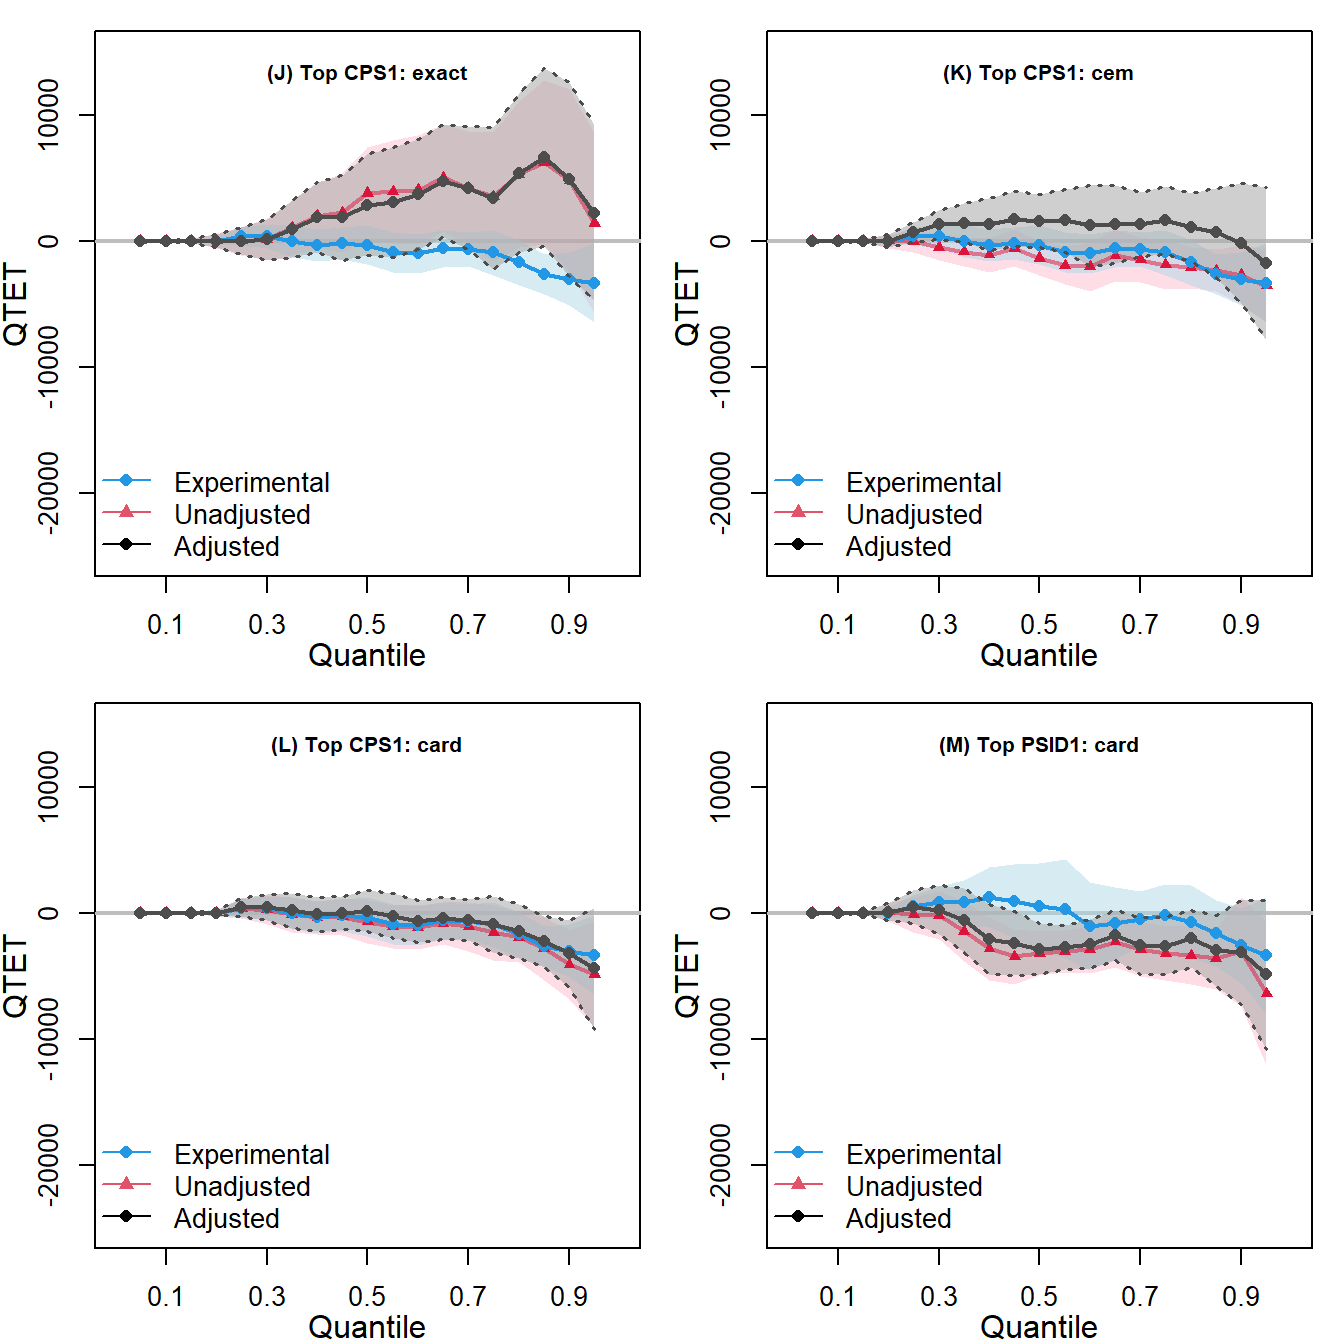 (J) Top CPS1: exact
QTET
10000
0
-10000
-20000
Experimental
Unadjusted
Adjusted
0.1 0.3 0.5 0.7 0.9
Quantile
(K) Top CPS1: cem
QTET
10000
0
-10000
-20000
Experimental
Unadjusted
Adjusted
0.1 0.3 0.5 0.7 0.9
Quantile
(L) Top CPS1: card
QTET
10000
0
-10000
-20000
Experimental
Unadjusted
Adjusted
0.1 0.3 0.5 0.7 0.9
Quantile
(M) Top PSID1: card
QTET
10000
0
-10000
-20000
Experimental
Unadjusted
Adjusted
0.1 0.3 0.5 0.7 0.9
Quantile